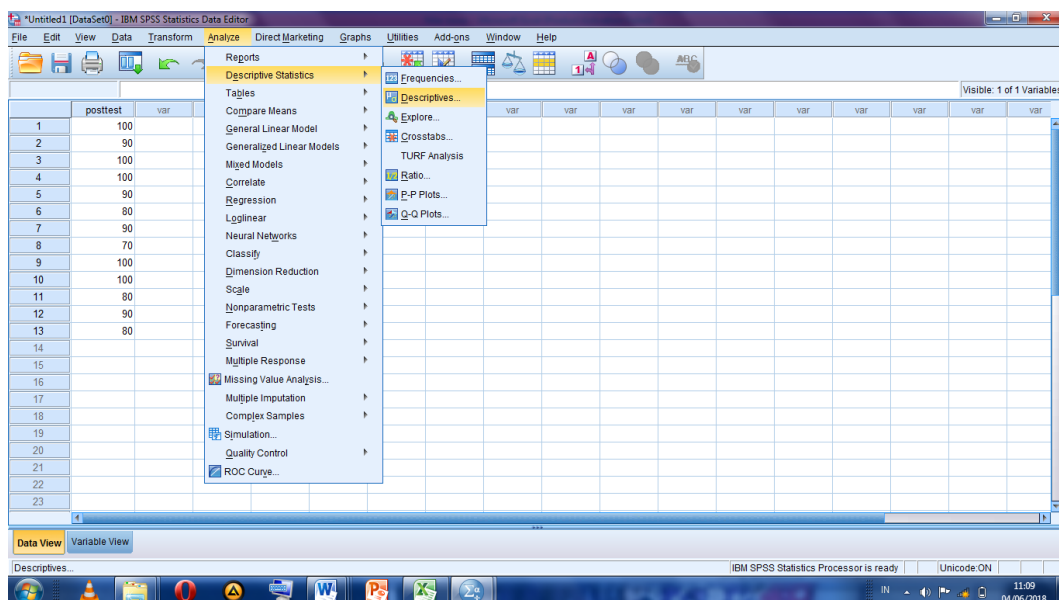 *Untitled1 [DataSet0] - IBM SPSS Statistics Data Editor
File Edit View Data Transform Analyze Direct Marketing Graphs Utilities Add-ons Window Help
Visible: 1 of 1 Variables
Reports
Descriptive Statistics
Tables
Compare Means
General Linear Model
Generalized Linear Models
Mixed Models
Correlate
Regression
Loglinear
Neural Networks
Classify
Dimension Reduction
Scale
Nonparametric Tests
Forecasting
Survival
Multiple Response
Missing Value Analysis...
Multiple Imputation
Complex Samples
Simulation...
Quality Control
ROC Curve...
Frequencies...
Descriptives...
Explore...
Crosstabs...
TURF Analysis
Ratio...
P-P Plots...
Q-Q Plots...
posttest var var var var var var var var var
1 100
2 90
3 100
4 100
5 90
6 80
7 90
8 70
9 100
10 100
11 80
12 90
13 80
14
15
16
17
18
19
20
21
22
23
Data View Variable View
Descriptives... IBM SPSS Statistics Processor is ready Unicode:ON
IN 11:09
04/06/2018